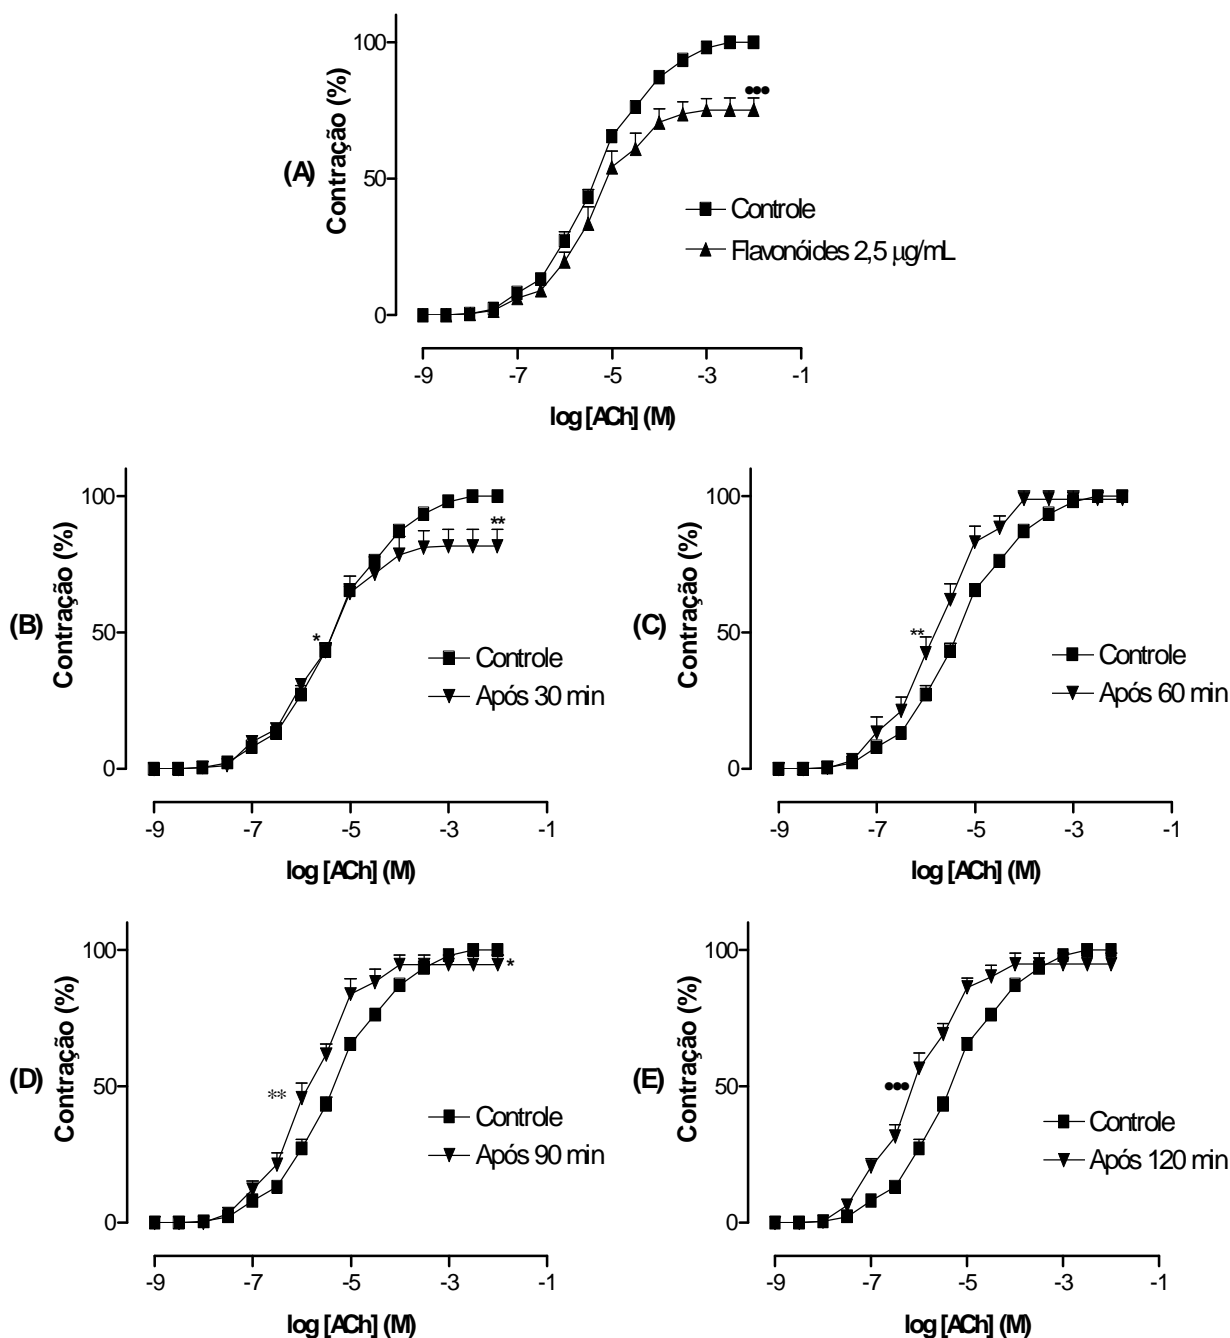 100
50
0
Contração (%)
(A)
●●●
Controle
Flavonóides 2,5 µg/mL
-9 -7 -5 -3 -1
log [ACh] (M)
100
50
0
Contração (%)
(B)
**
*
Controle
Após 30 min
-9 -7 -5 -3 -1
log [ACh] (M)
100
50
0
Contração (%)
(C)
**
Controle
Após 60 min
-9 -7 -5 -3 -1
log [ACh] (M)
100
50
0
Contração (%)
(D)
*
**
Controle
Após 90 min
-9 -7 -5 -3 -1
log [ACh] (M)
100
50
0
Contração (%)
(E)
●●●
Controle
Após 120 min
-9 -7 -5 -3 -1
log [ACh] (M)